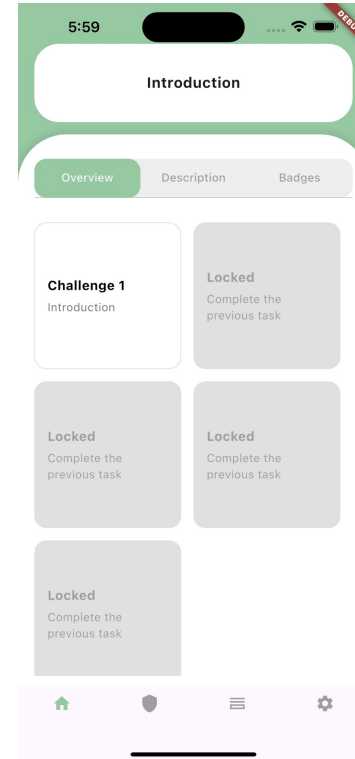 5:59
Introduction
Overview Description Badges
Challenge 1
Introduction
Locked
Complete the
previous task
Locked
Complete the
previous task
Locked
Complete the
previous task
Locked
Complete the
previous task